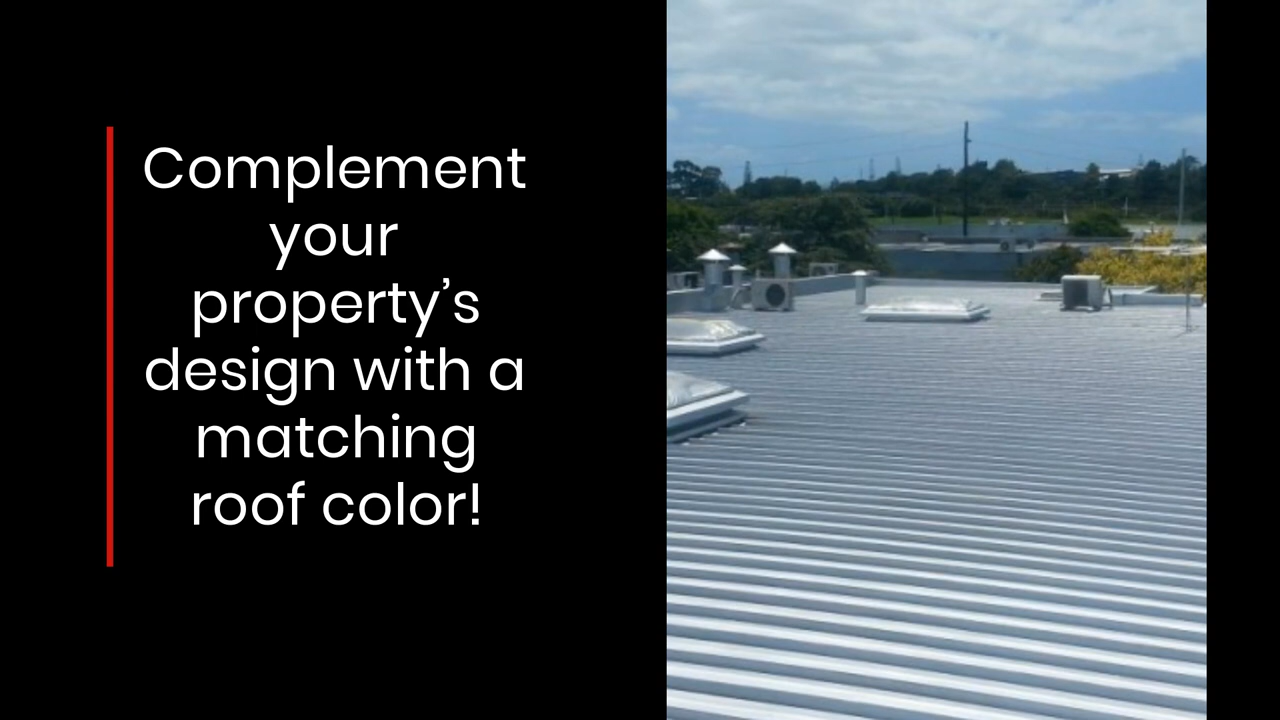 Complement
your
property’s
design with a
matching
roof color!